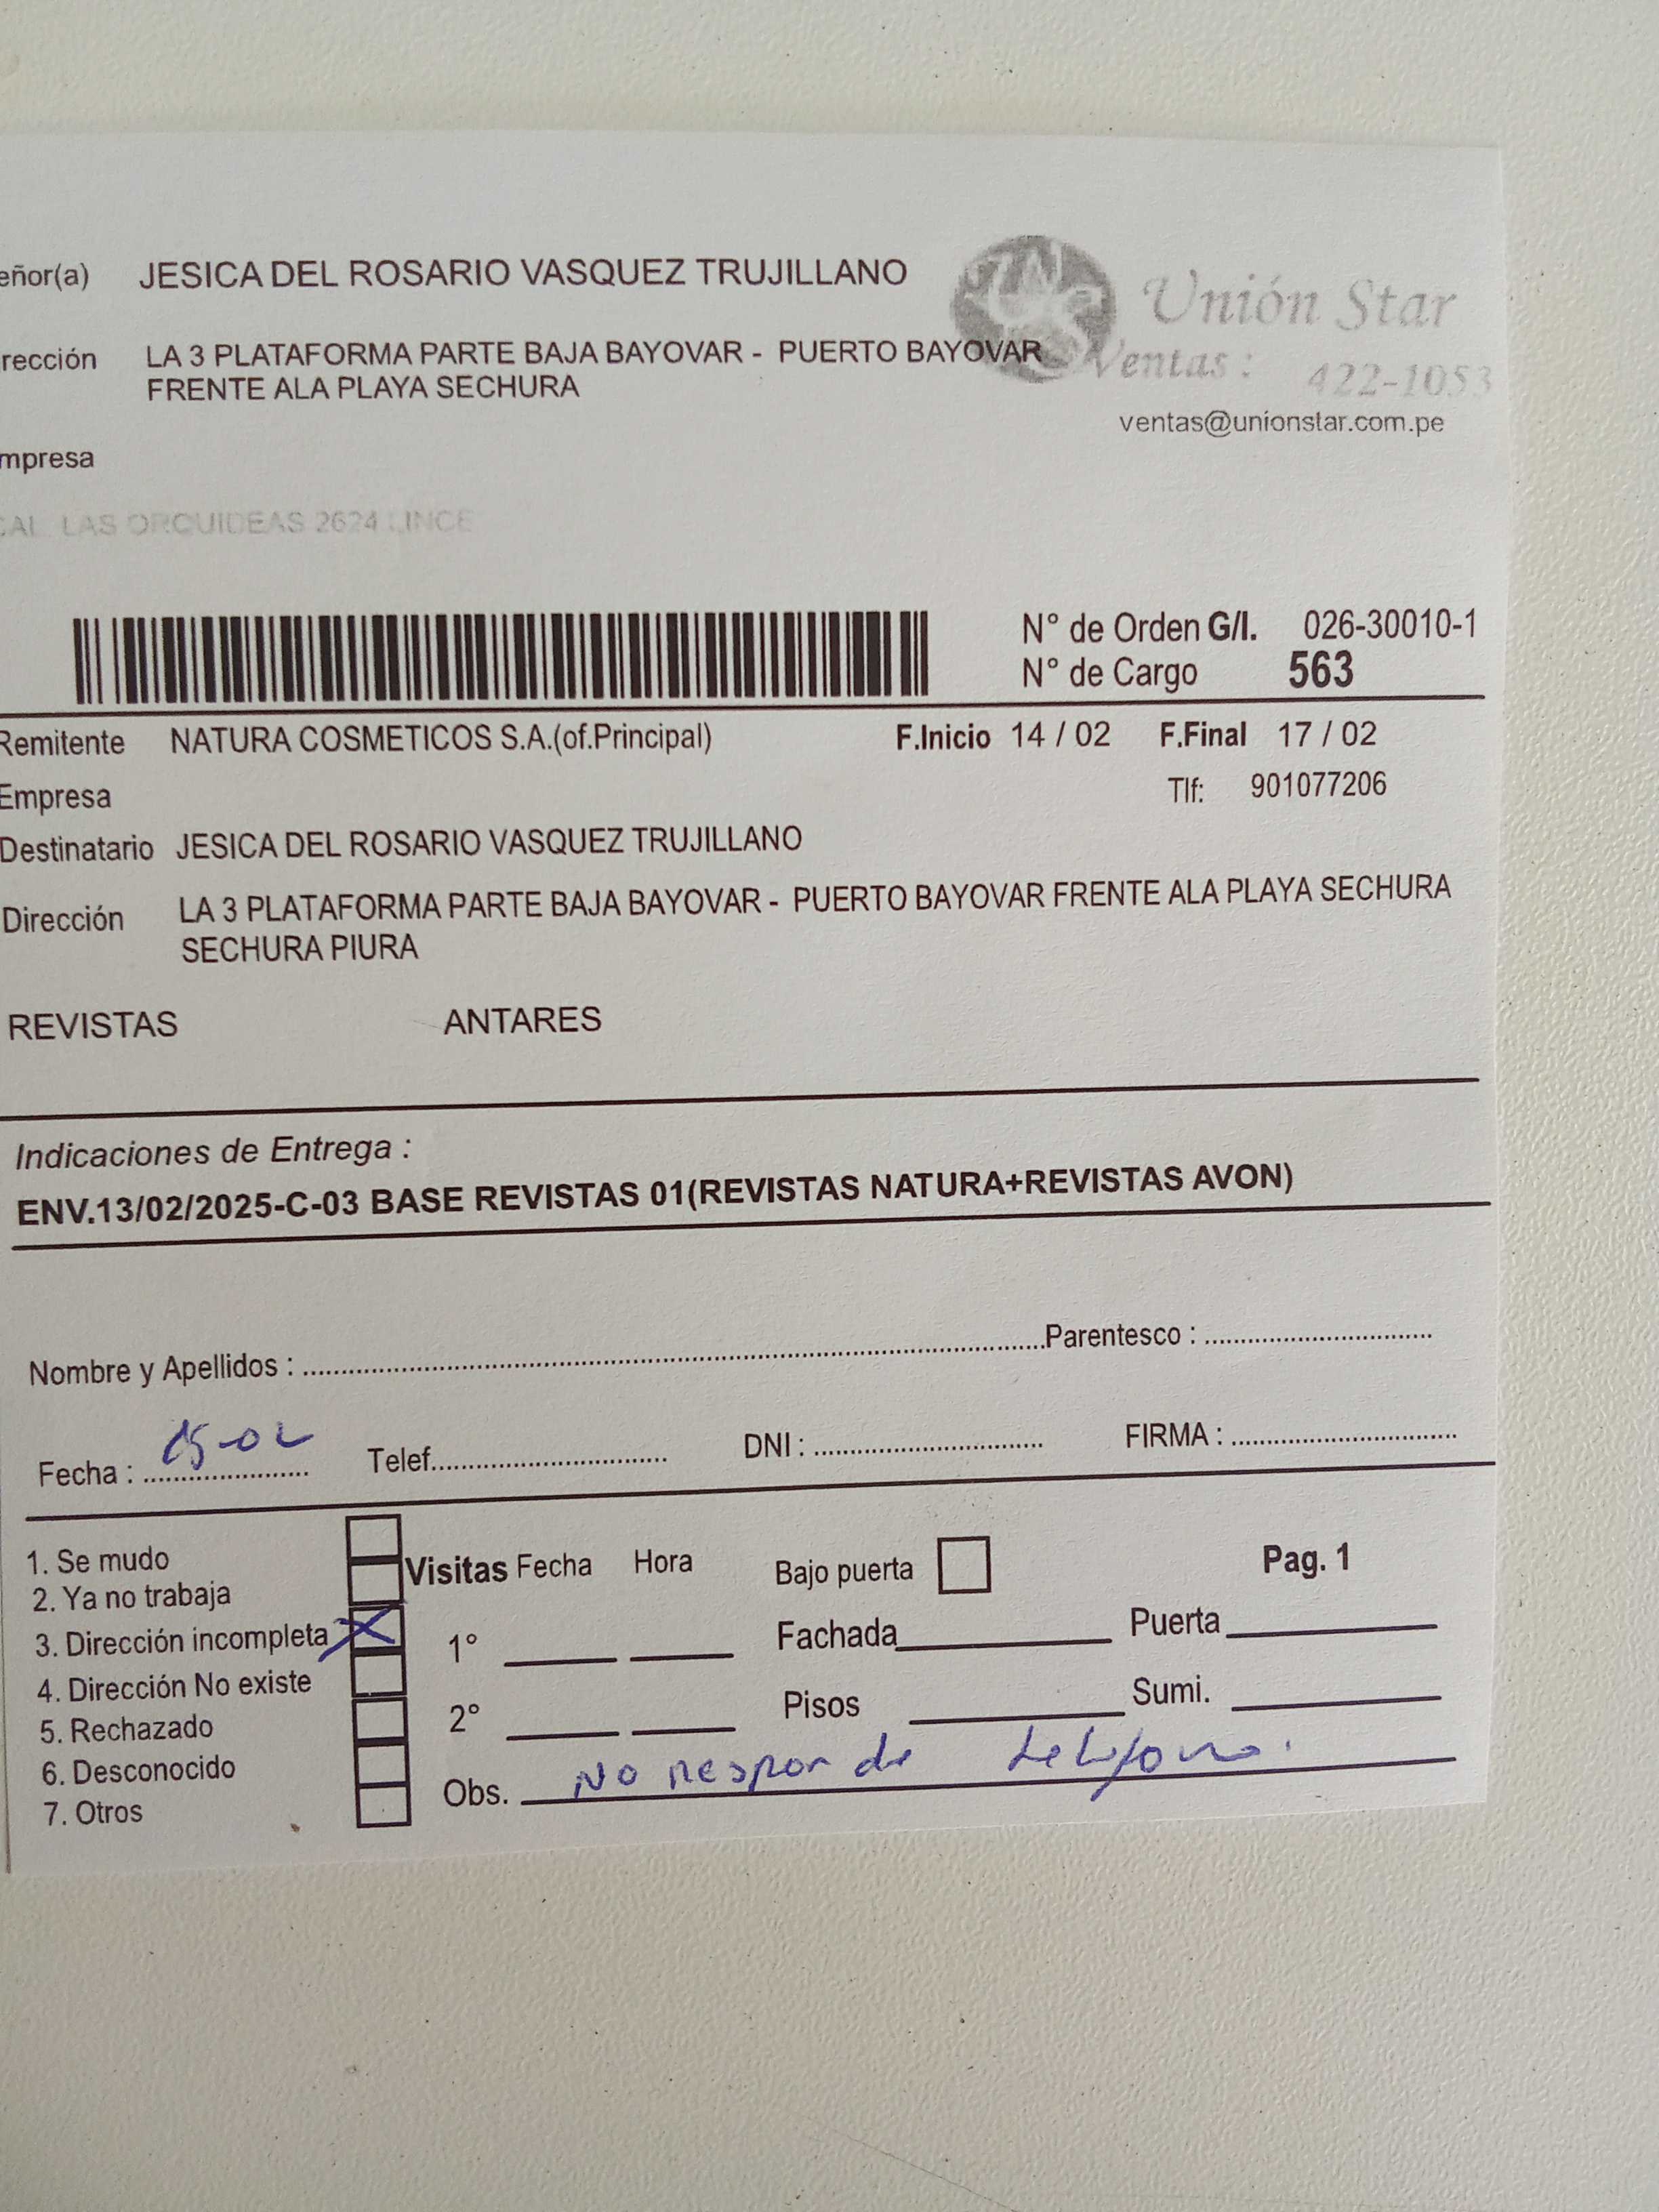 eñor(a) JESICA DEL ROSARIO VASQUEZ TRUJILLANO
Unión Star
rección LA 3 PLATAFORMA PARTE BAJA BAYOVAR - PUERTO BAYOVAR
FRENTE ALA PLAYA SECHURA
Ventas : 422-1053
ventas@unionstar.com.pe
mpresa
CAL LAS ORQUIDEAS 2624 LINCE
N° de Orden G/I. 026-30010-1
N° de Cargo 563
Remitente NATURA COSMETICOS S.A.(of.Principal) F.Inicio 14 / 02 F.Final 17 / 02
Empresa Tlf: 901077206
Destinatario JESICA DEL ROSARIO VASQUEZ TRUJILLANO
Dirección LA 3 PLATAFORMA PARTE BAJA BAYOVAR - PUERTO BAYOVAR FRENTE ALA PLAYA SECHURA
SECHURA PIURA
REVISTAS ANTARES
Indicaciones de Entrega :
ENV.13/02/2025-C-03 BASE REVISTAS 01(REVISTAS NATURA+REVISTAS AVON)
Nombre y Apellidos : Parentesco :
Fecha : 15-02 Telef. DNI : FIRMA :
1. Se mudo
2. Ya no trabaja
3. Dirección incompleta X
4. Dirección No existe
5. Rechazado
6. Desconocido
7. Otros
Visitas Fecha Hora Bajo puerta Pag. 1
1° Fachada Puerta
2° Pisos Sumi.
Obs. No responde telefono.